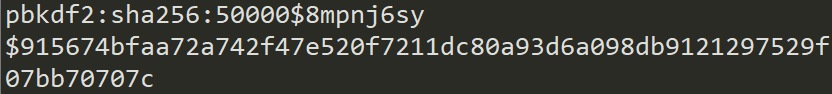 pbkdf2:sha256:50000$8mpnj6sy
$915674bfaa72a742f47e520f7211dc80a93d6a098db9121297529f
07bb70707c